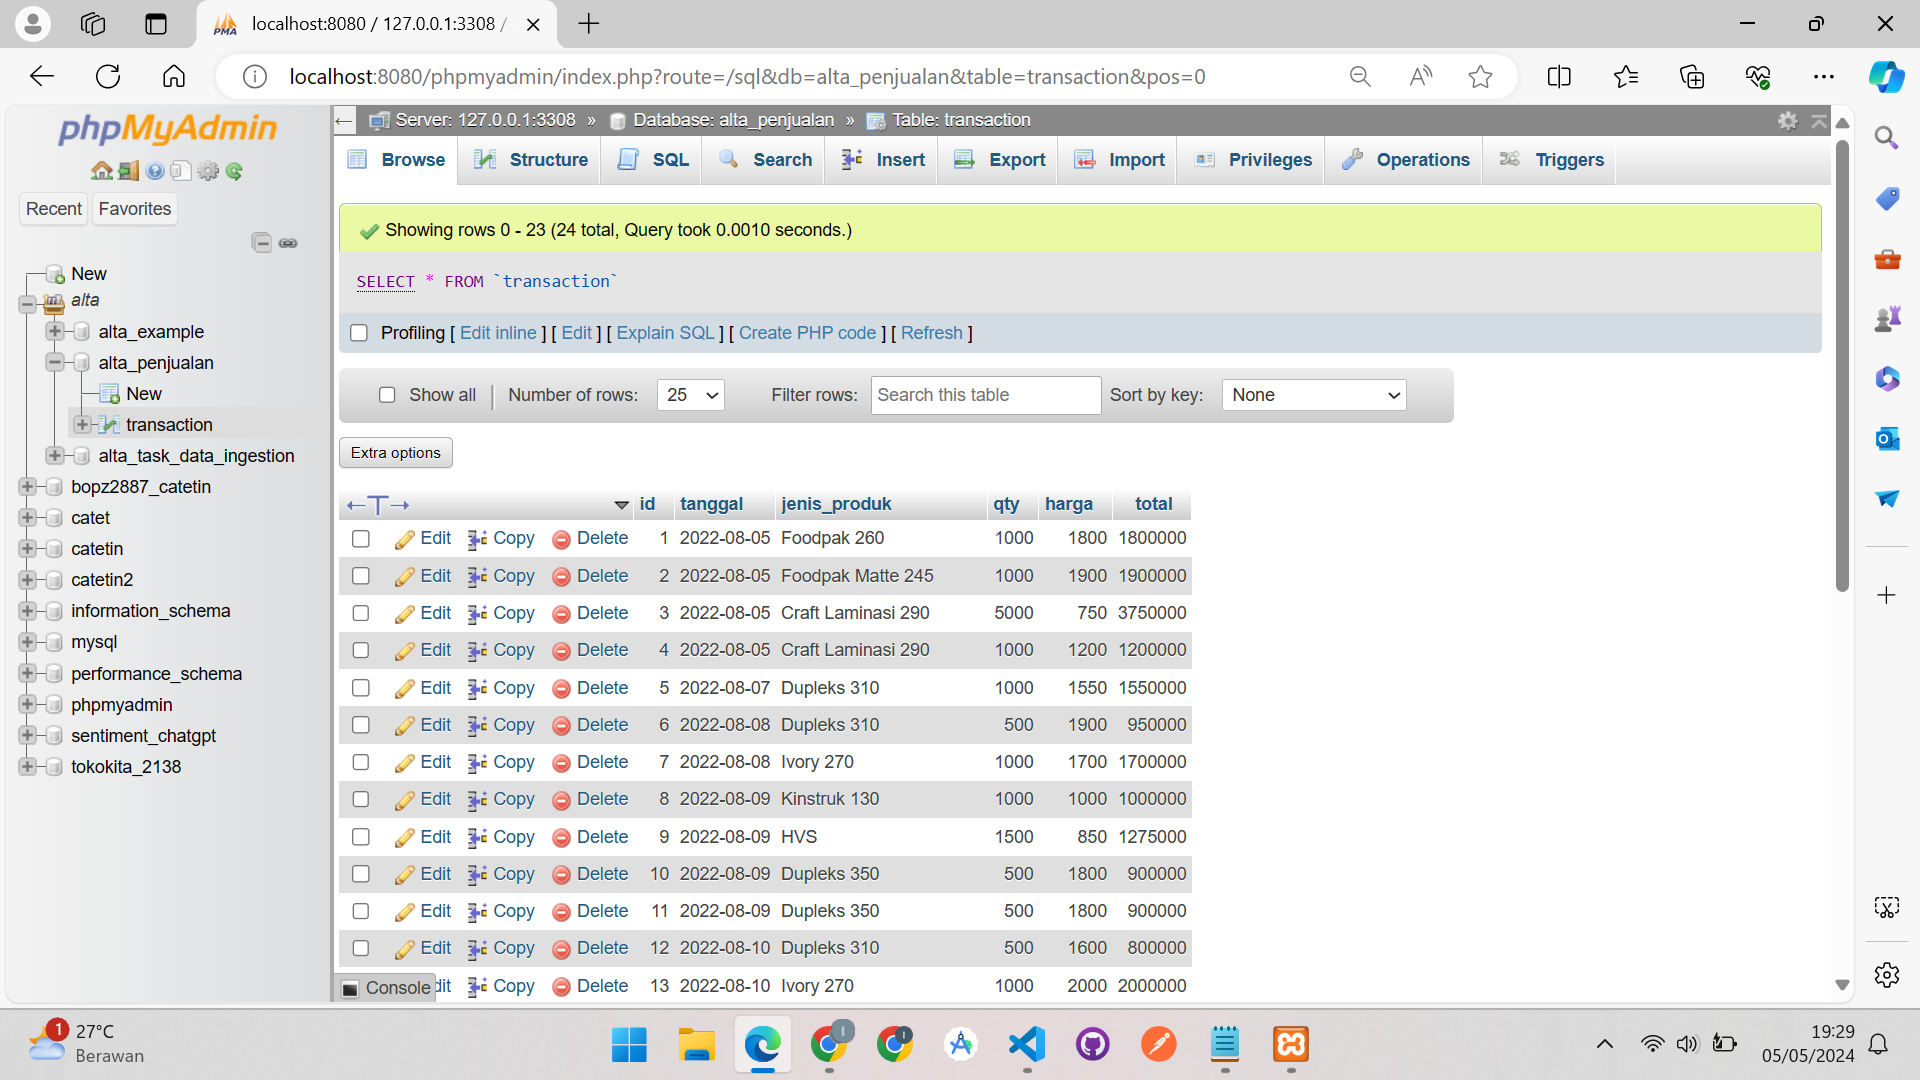 localhost:8080 / 127.0.0.1:3308 /
localhost:8080/phpmyadmin/index.php?route=/sql&db=alta_penjualan&table=transaction&pos=0
phpMyAdmin
Recent Favorites
New
alta
alta_example
alta_penjualan
New
transaction
alta_task_data_ingestion
bopz2887_catetin
catet
catetin
catetin2
information_schema
mysql
performance_schema
phpmyadmin
sentiment_chatgpt
tokokita_2138
Server: 127.0.0.1:3308 » Database: alta_penjualan » Table: transaction
Browse Structure SQL Search Insert Export Import Privileges Operations Triggers
Showing rows 0 - 23 (24 total, Query took 0.0010 seconds.)
SELECT * FROM `transaction`
Profiling [ Edit inline ] [ Edit ] [ Explain SQL ] [ Create PHP code ] [ Refresh ]
Show all Number of rows: 25 Filter rows: Search this table Sort by key: None
Extra options
id tanggal jenis_produk qty harga total
Edit Copy Delete 1 2022-08-05 Foodpak 260 1000 1800 1800000
Edit Copy Delete 2 2022-08-05 Foodpak Matte 245 1000 1900 1900000
Edit Copy Delete 3 2022-08-05 Craft Laminasi 290 5000 750 3750000
Edit Copy Delete 4 2022-08-05 Craft Laminasi 290 1000 1200 1200000
Edit Copy Delete 5 2022-08-07 Dupleks 310 1000 1550 1550000
Edit Copy Delete 6 2022-08-08 Dupleks 310 500 1900 950000
Edit Copy Delete 7 2022-08-08 Ivory 270 1000 1700 1700000
Edit Copy Delete 8 2022-08-09 Kinstruk 130 1000 1000 1000000
Edit Copy Delete 9 2022-08-09 HVS 1500 850 1275000
Edit Copy Delete 10 2022-08-09 Dupleks 350 500 1800 900000
Edit Copy Delete 11 2022-08-09 Dupleks 350 500 1800 900000
Edit Copy Delete 12 2022-08-10 Dupleks 310 500 1600 800000
dit Copy Delete 13 2022-08-10 Ivory 270 1000 2000 2000000
Console
1
27°C
Berawan
19:29
05/05/2024